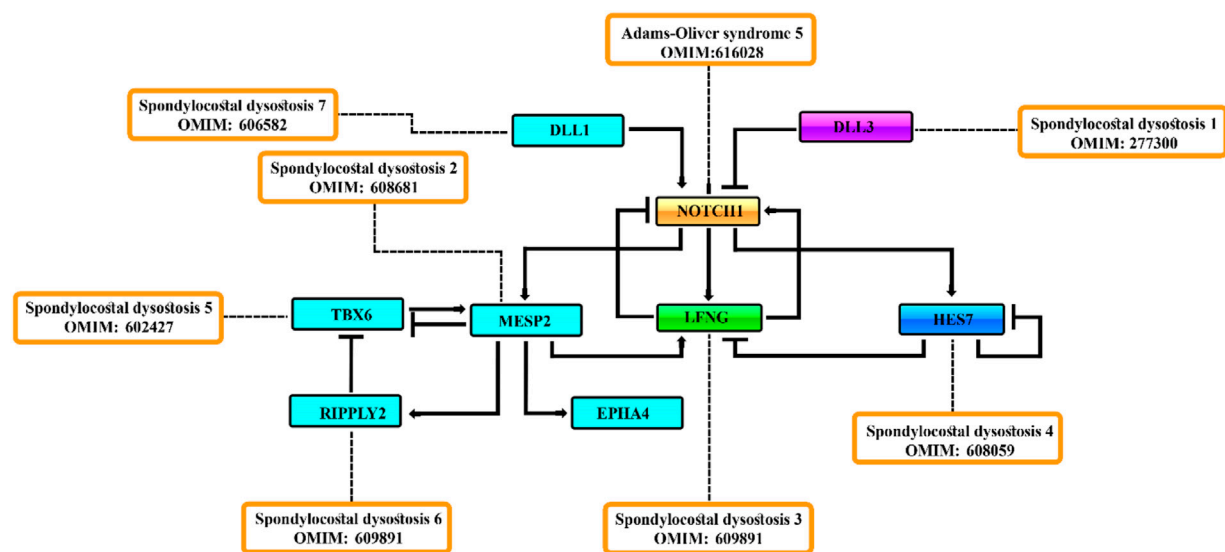 Adams-Oliver syndrome 5
OMIM:616028
Spondylocostal dysostosis 7
OMIM: 606582
DLL1
DLL3
Spondylocostal dysostosis 1
OMIM: 277300
Spondylocostal dysostosis 2
OMIM: 608681
NOTCH1
Spondylocostal dysostosis 5
OMIM: 602427
TBX6
MESP2
LFNG
HES7
RIPPLY2
EPHA4
Spondylocostal dysostosis 4
OMIM: 608059
Spondylocostal dysostosis 6
OMIM: 609891
Spondylocostal dysostosis 3
OMIM: 609891